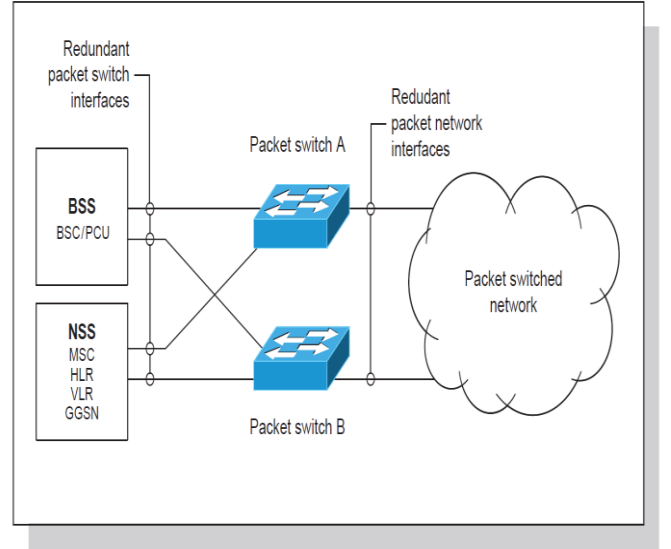 Redundant
packet switch
interfaces
Redudant
packet network
interfaces
Packet switch A
BSS
BSC/PCU
Packet switched
network
NSS
MSC
HLR
VLR
GGSN
Packet switch B